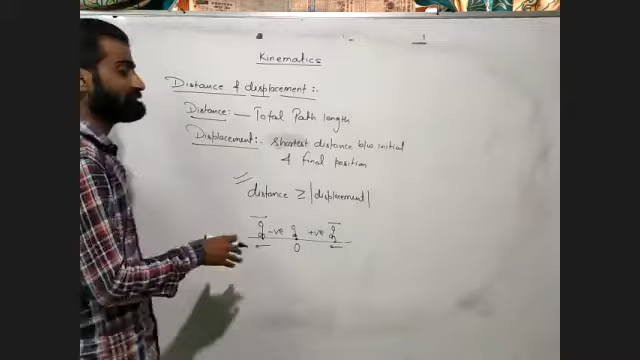 Kinematics
Distance & displacement :-
Distance :- Total Path length
Displacement :- Shortest distance b/w initial
& final position
distance ≥ |displacement|
-ve +ve
0